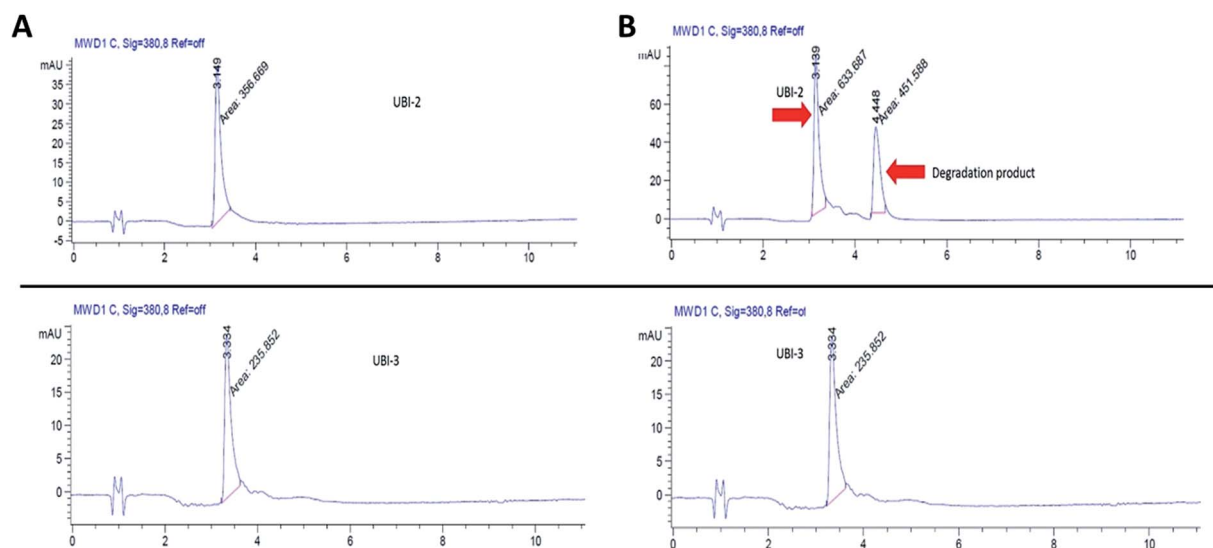 A
MWD1 C, Sig=380,8 Ref=off
mAU
35
30
25
20
15
10
5
0
-5
3.149
Area: 356.669
UBI-2
0 2 4 6 8 10
B
MWD1 C, Sig=380,8 Ref=off
mAU
60
40
20
0
3.139
Area: 633.687
UBI-2
4.448
Area: 451.588
Degradation product
0 2 4 6 8 10
MWD1 C, Sig=380,8 Ref=off
mAU
20
15
10
5
0
3.334
Area: 235.852
UBI-3
0 2 4 6 8 10
MWD1 C, Sig=380,8 Ref=of
mAU
20
15
10
5
0
3.334
Area: 235.852
UBI-3
0 2 4 6 8 10